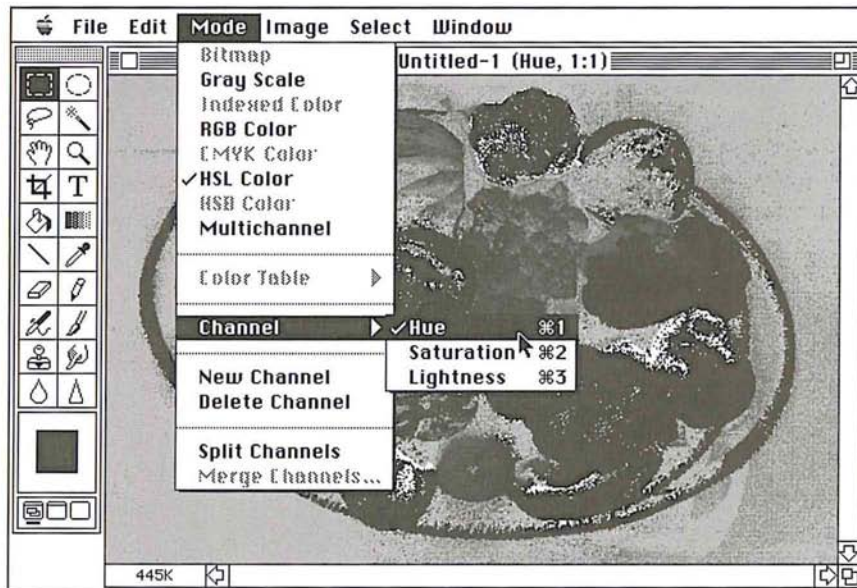 File Edit Mode Image Select Window
Untitled-1 (Hue, 1:1)
Bitmap
Gray Scale
Indexed Color
RGB Color
CMYK Color
✓HSL Color
HSB Color
Multichannel
Color Table
Channel
✓Hue ⌘1
Saturation ⌘2
Lightness ⌘3
New Channel
Delete Channel
Split Channels
Merge Channels...
T
445K